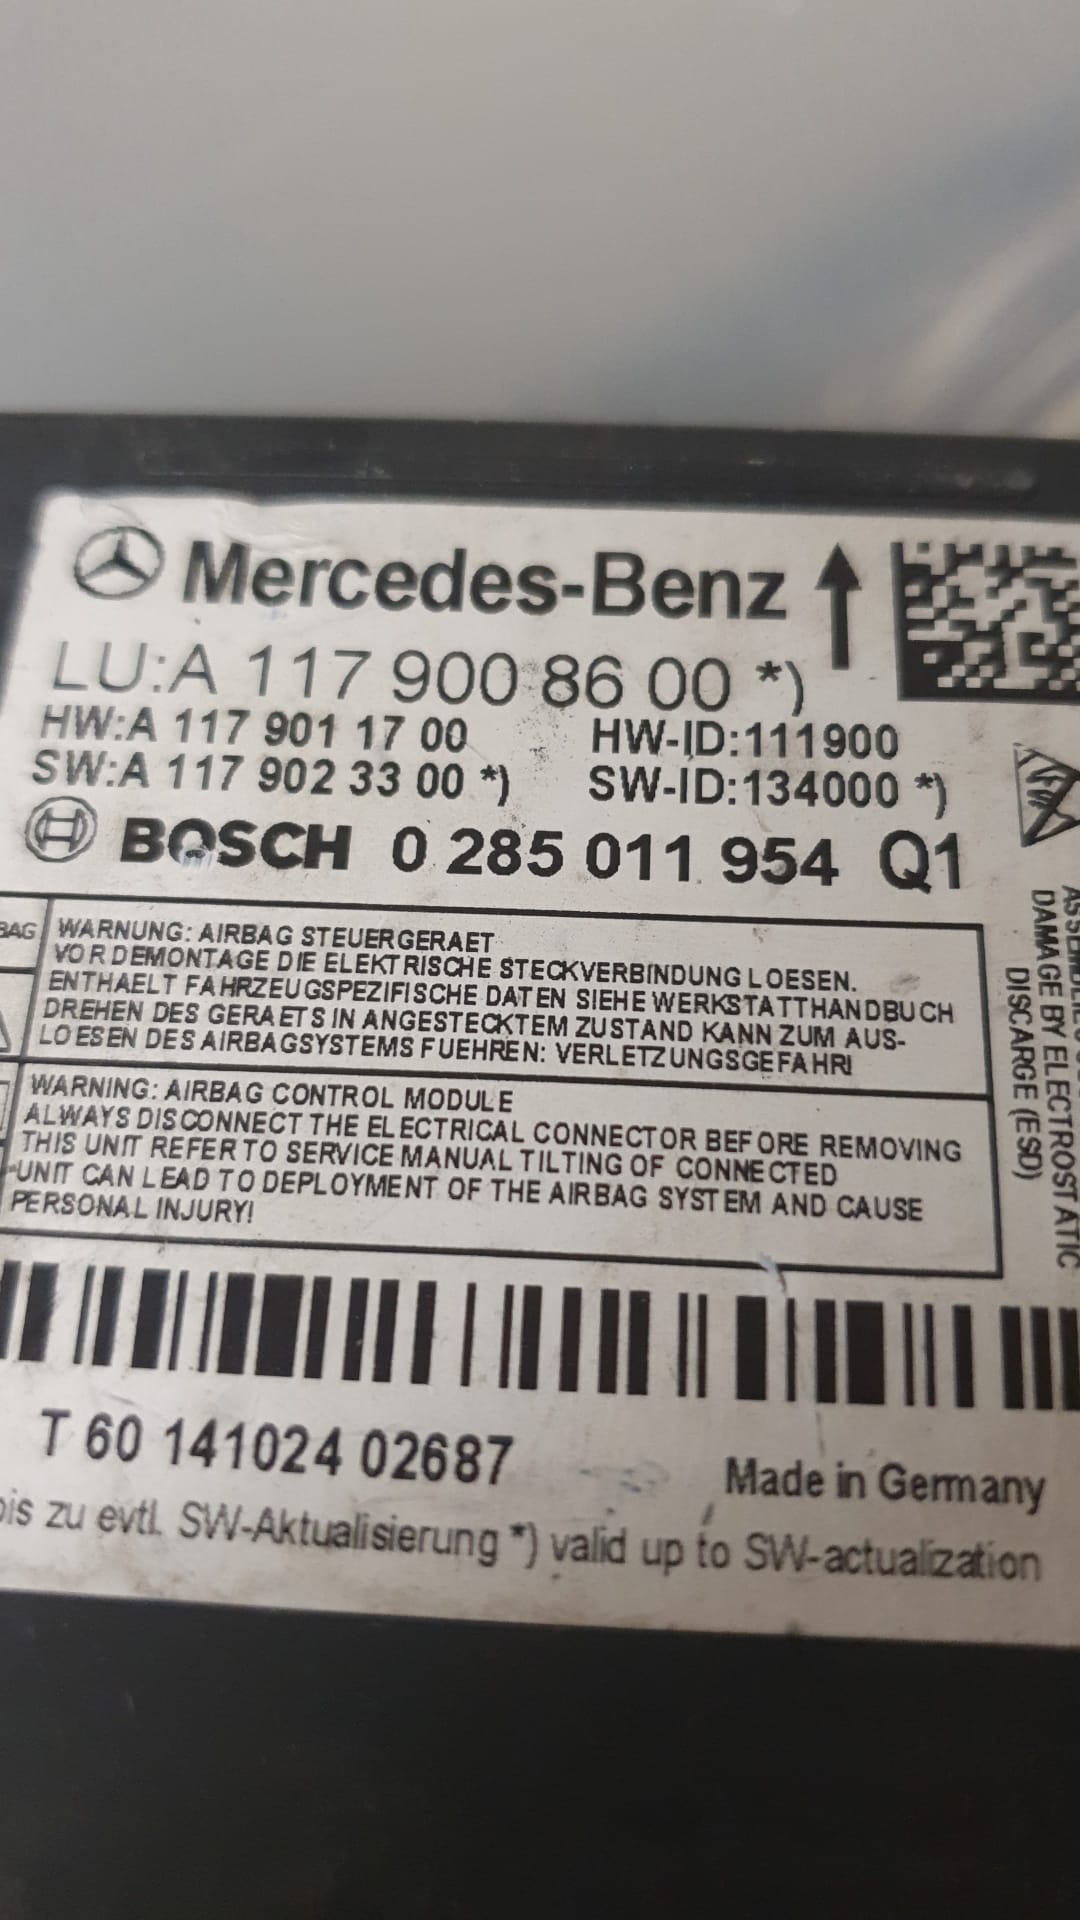 Mercedes-Benz
LU:A 117 900 86 00 *)
HW:A 117 901 17 00 HW-ID:111900
SW:A 117 902 33 00 *) SW-ID:134000 *)
BOSCH 0 285 011 954 Q1
WARNUNG: AIRBAG STEUERGERAET
VOR DEMONTAGE DIE ELEKTRISCHE STECKVERBINDUNG LOESEN.
ENTHAELT FAHRZEUGSPEZIFISCHE DATEN SIEHE WERKSTATTHANDBUCH
DREHEN DES GERAETS IN ANGESTECKTEM ZUSTAND KANN ZUM AUS-
LOESEN DES AIRBAGSYSTEMS FUEHREN: VERLETZUNGSGEFAHR!
WARNING: AIRBAG CONTROL MODULE
ALWAYS DISCONNECT THE ELECTRICAL CONNECTOR BEFORE REMOVING
THIS UNIT REFER TO SERVICE MANUAL TILTING OF CONNECTED
UNIT CAN LEAD TO DEPLOYMENT OF THE AIRBAG SYSTEM AND CAUSE
PERSONAL INJURY!
DAMAGE BY ELECTROSTATIC
DISCARGE (ESD)
T 60 141024 02687
Made in Germany
bis zu evtl. SW-Aktualisierung *) valid up to SW-actualization